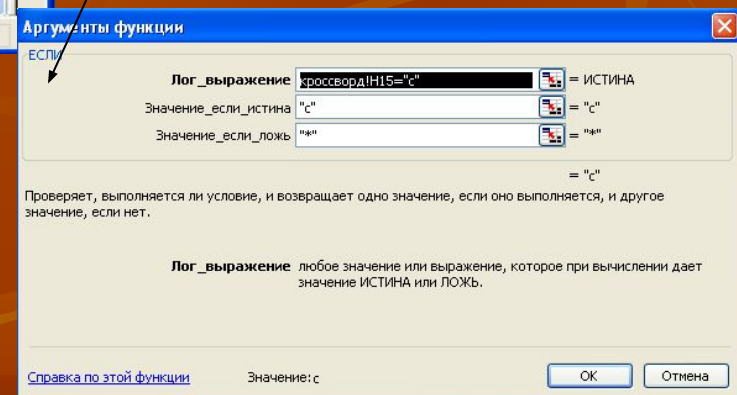 Аргументы функции
ЕСЛИ
Лог_выражение кроссворд!H15="с" = ИСТИНА
Значение_если_истина "с" = "с"
Значение_если_ложь "*" = "*"
= "с"
Проверяет, выполняется ли условие, и возвращает одно значение, если оно выполняется, и другое
значение, если нет.
Лог_выражение любое значение или выражение, которое при вычислении дает
значение ИСТИНА или ЛОЖЬ.
Справка по этой функции Значение:с OK Отмена